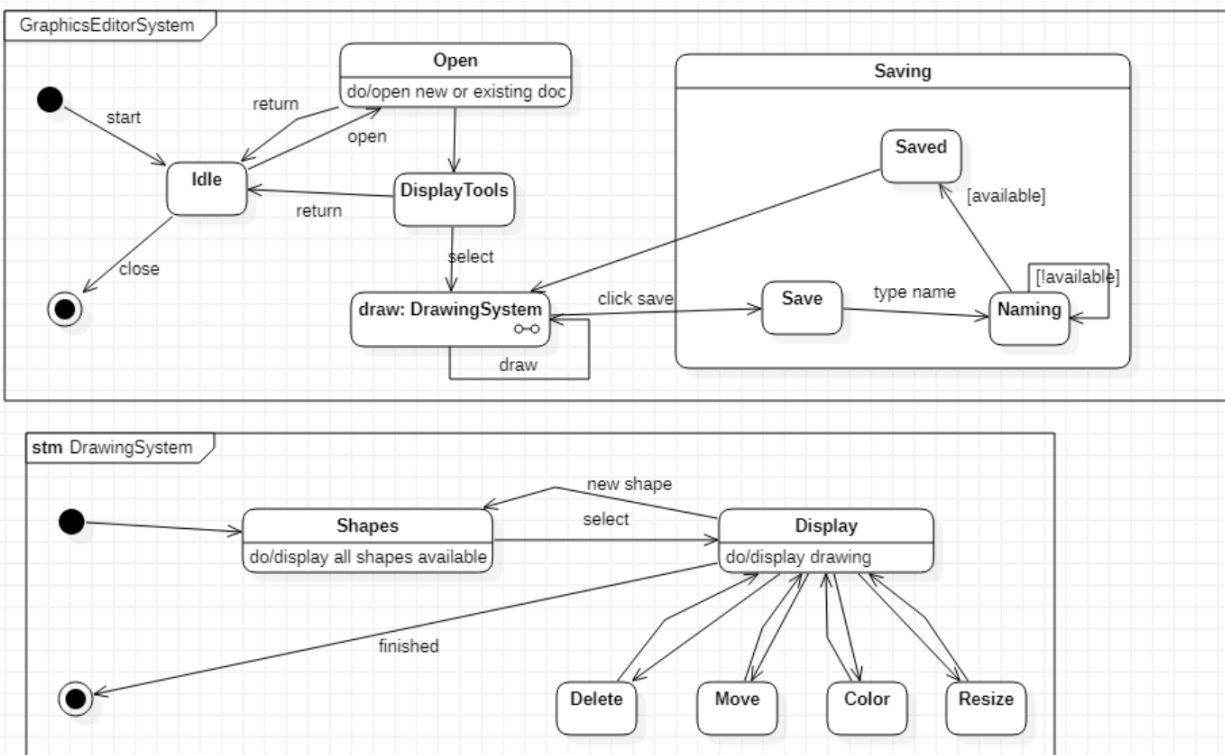 GraphicsEditorSystem
Open
do/open new or existing doc
Saving
return
start
open
Saved
Idle
DisplayTools
[available]
return
close
select
[!available]
draw: DrawingSystem
click save
Save
type name
Naming
draw
stm DrawingSystem
new shape
Shapes
select
Display
do/display all shapes available
do/display drawing
finished
Delete
Move
Color
Resize